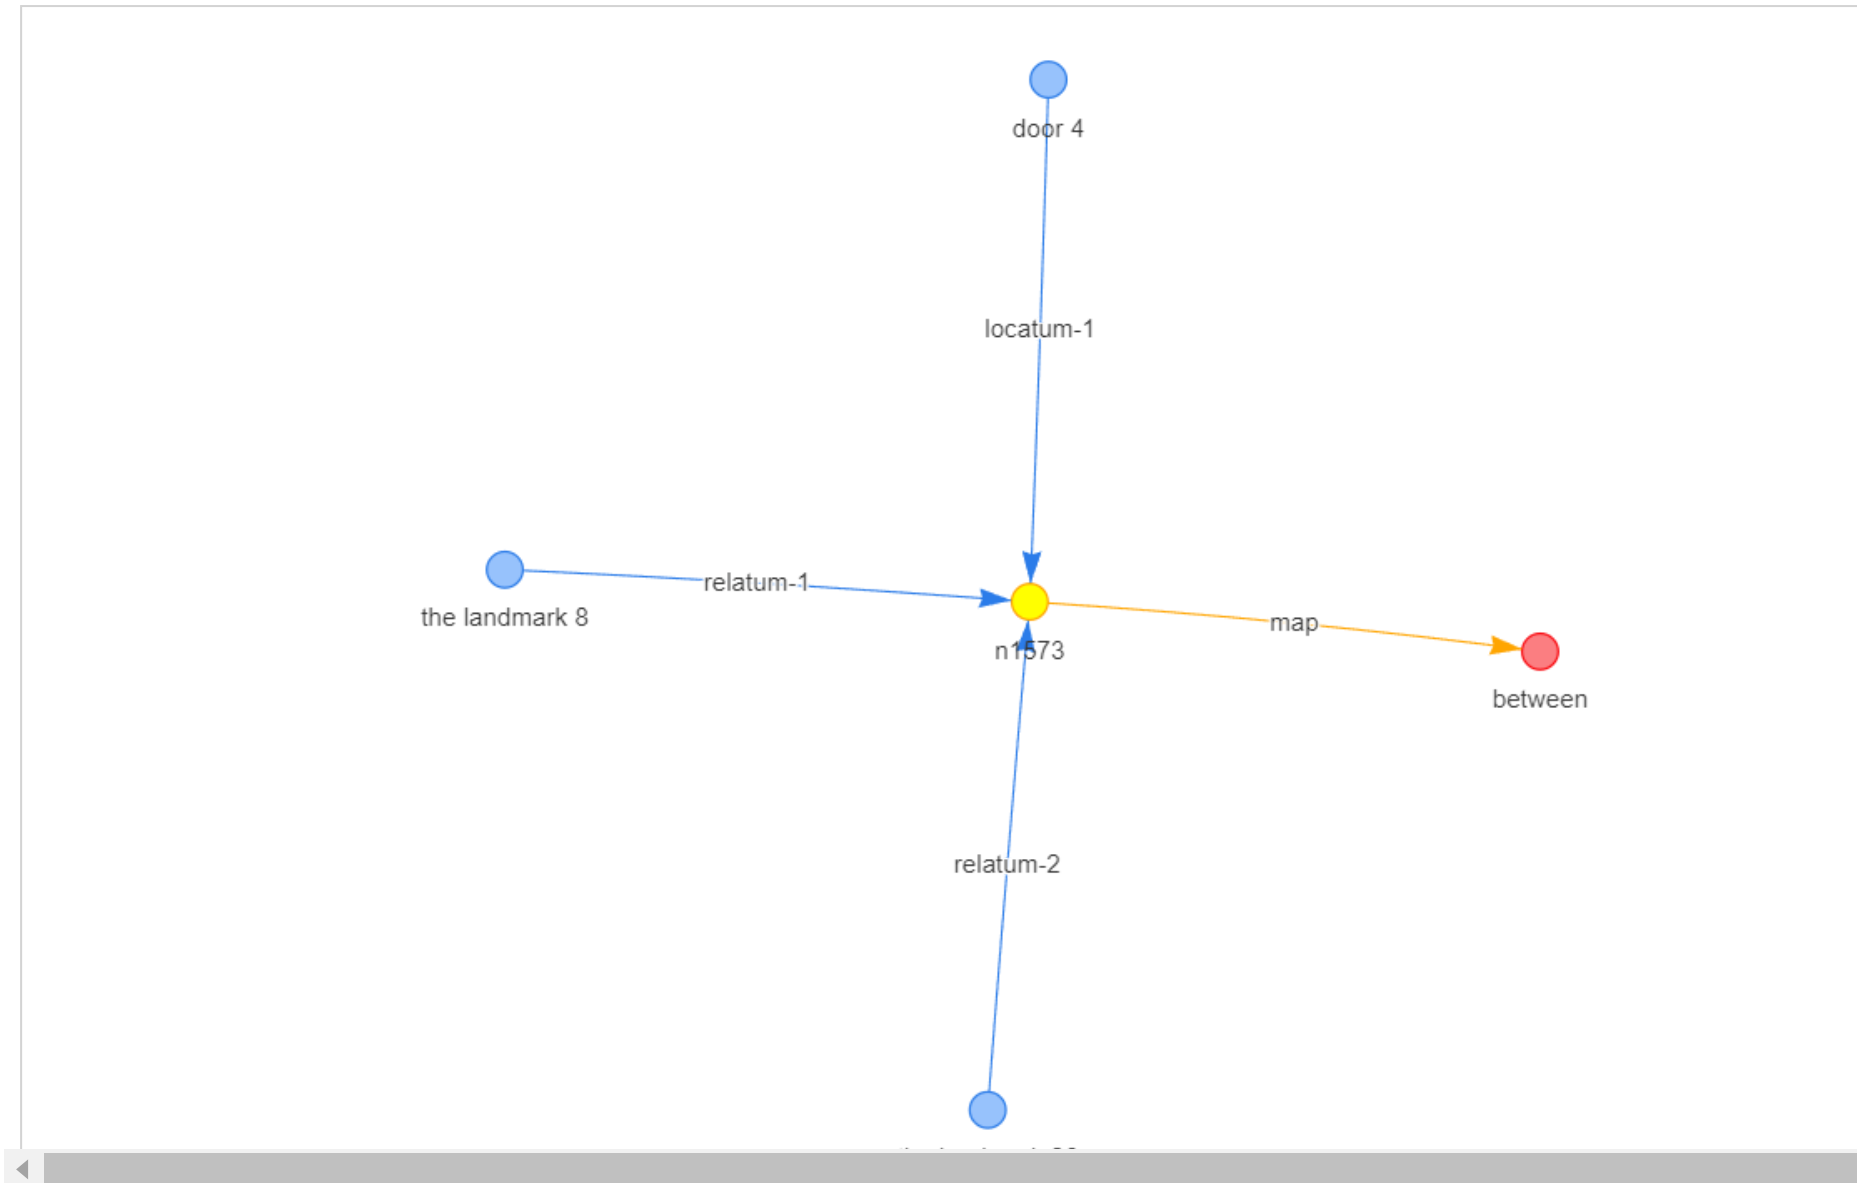 door 4
locatum-1
relatum-1
the landmark 8
map
n1573
between
relatum-2